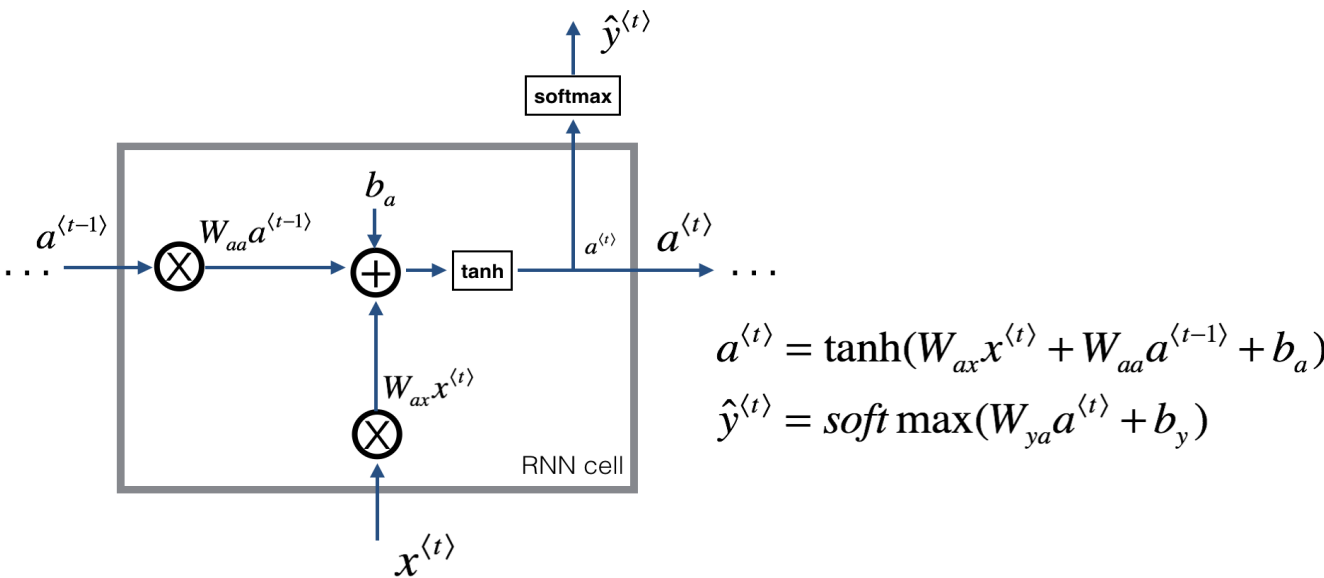 ŷ⟨t⟩
softmax
b_a
a⟨t−1⟩
W_aa a⟨t−1⟩
a⟨t⟩
a⟨t⟩
. . .
X
+
tanh
. . .
a⟨t⟩ = tanh(W_ax x⟨t⟩ + W_aa a⟨t−1⟩ + b_a)
W_ax x⟨t⟩
ŷ⟨t⟩ = soft max(W_ya a⟨t⟩ + b_y)
X
RNN cell
x⟨t⟩